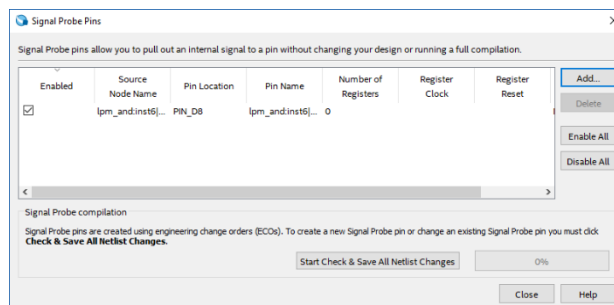 Signal Probe Pins
Signal Probe pins allow you to pull out an internal signal to a pin without changing your design or running a full compilation.
Enabled Source Node Name Pin Location Pin Name Number of Registers Register Clock Register Reset
lpm_and:inst6|... PIN_D8 lpm_and:inst6|... 0
Add...
Delete
Enable All
Disable All
Signal Probe compilation
Signal Probe pins are created using engineering change orders (ECOs). To create a new Signal Probe pin or change an existing Signal Probe pin you must click
Check & Save All Netlist Changes.
Start Check & Save All Netlist Changes 0%
Close Help